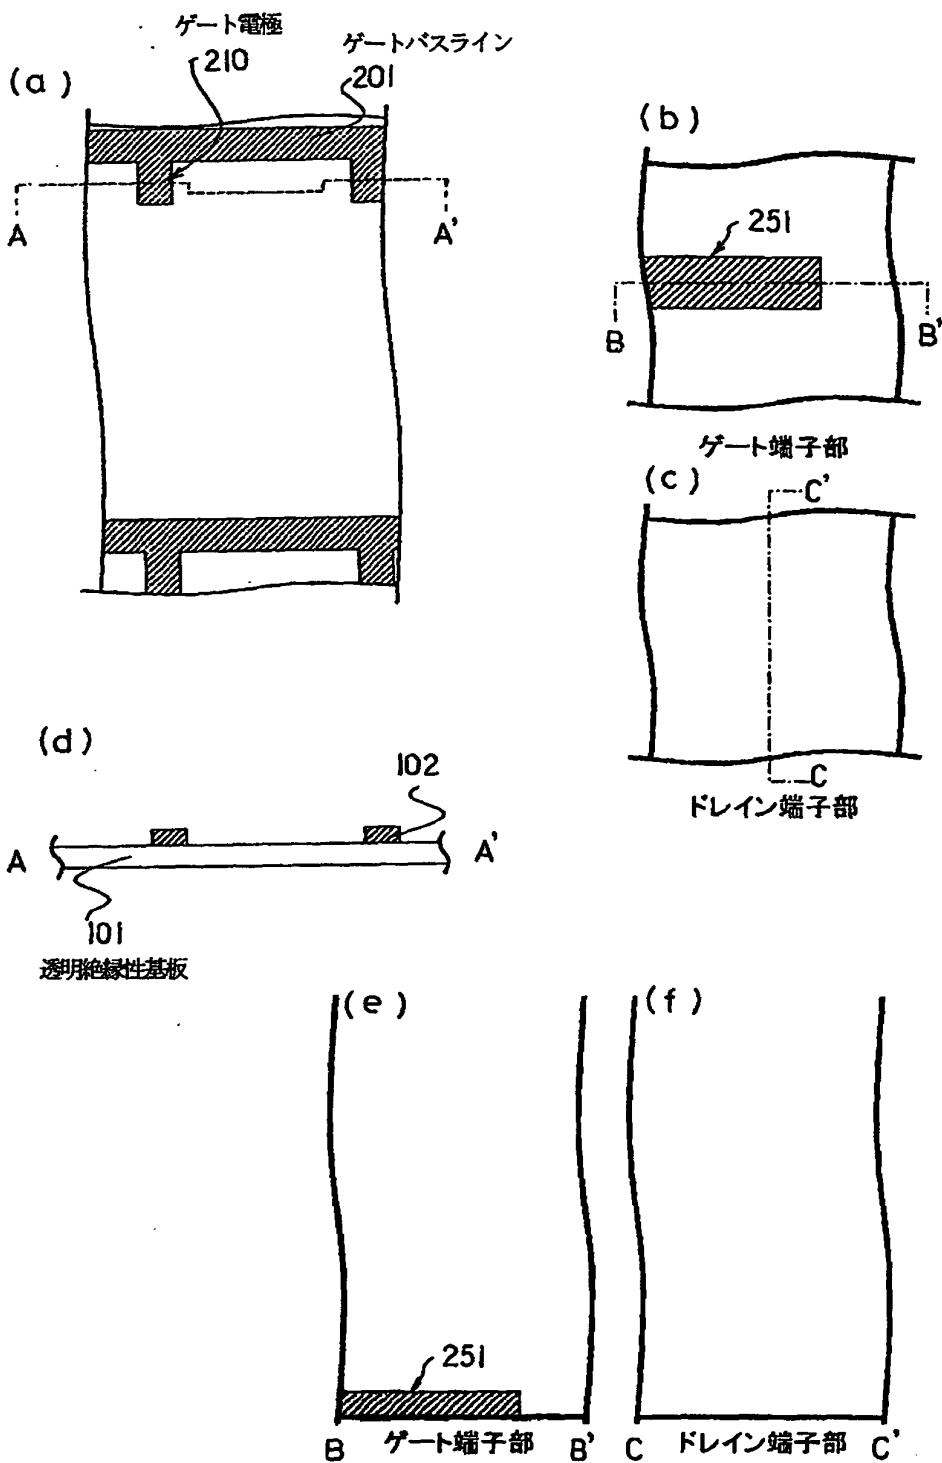 ゲート電極
ゲートバスライン
(a)
210
201
A
A'
(b)
251
B
B'
ゲート端子部
(c)
C'
C
ドレイン端子部
(d)
102
A
A'
101
透明絶縁性基板
(e)
(f)
251
B ゲート端子部 B' C ドレイン端子部 C'